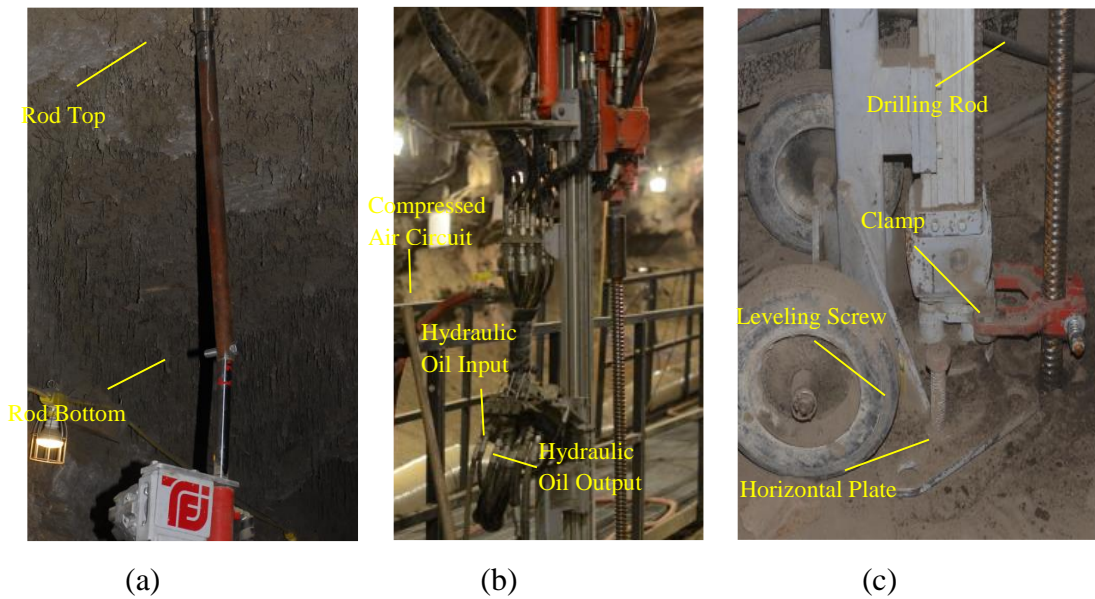 Rod Top
Rod Bottom
Compressed
Air Circuit
Hydraulic
Oil Input
Hydraulic
Oil Output
Drilling Rod
Clamp
Leveling Screw
Horizontal Plate
(a)
(b)
(c)